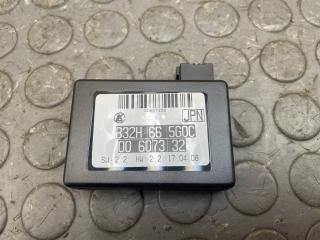 JPN
B32H 66 5G0C
00 6073 32
SW 2.2 HW 2.2 17.04.08